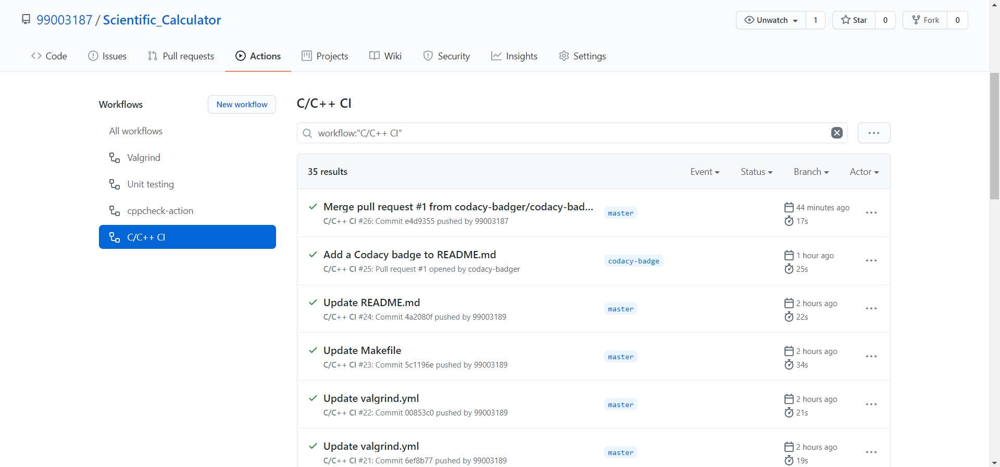 99003187 / Scientific_Calculator
Unwatch 1 Star 0 Fork 0
Code Issues Pull requests Actions Projects Wiki Security Insights Settings
Workflows
New workflow
All workflows
Valgrind
Unit testing
cppcheck-action
C/C++ CI
C/C++ CI
workflow:"C/C++ CI"
35 results Event Status Branch Actor
Merge pull request #1 from codacy-badger/codacy-bad... master 44 minutes ago
C/C++ CI #26: Commit e4d9355 pushed by 99003187 17s
Add a Codacy badge to README.md codacy-badge 1 hour ago
C/C++ CI #25: Pull request #1 opened by codacy-badger 25s
Update README.md master 2 hours ago
C/C++ CI #24: Commit 4a2080f pushed by 99003189 22s
Update Makefile master 2 hours ago
C/C++ CI #23: Commit 5c1196e pushed by 99003189 34s
Update valgrind.yml master 2 hours ago
C/C++ CI #22: Commit 00853c0 pushed by 99003189 21s
Update valgrind.yml master 2 hours ago
C/C++ CI #21: Commit 6ef8b77 pushed by 99003189 19s